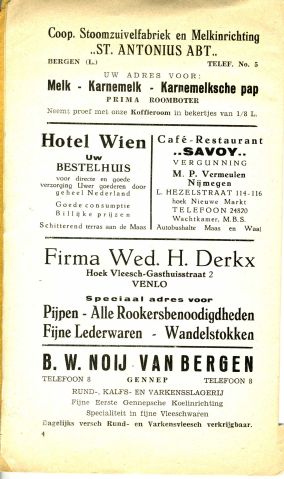 Coop. Stoomzuivelfabriek en Melkinrichting
„ST. ANTONIUS ABT"
BERGEN (L.) TELEF. No. 5
UW ADRES VOOR:
Melk - Karnemelk - Karnemelksche pap
PRIMA ROOMBOTER
Neemt proef met onze Koffieroom in bekertjes van 1/8 L.
Hotel Wien
Uw
BESTELHUIS
voor directe en goede
verzorging Uwer goederen door
geheel Nederland
Goede consumptie
Billijke prijzen
Schitterend terras aan de Maas
Café-Restaurant
„SAVOY"
VERGUNNING
M. P. Vermeulen
Nijmegen
L. HEZELSTRAAT 114-116
hoek Nieuwe Markt
TELEFOON 24820
Wachtkamer. M.B.S.
Autobushalte Maas en Waal
Firma Wed. H. Derkx
Hoek Vleesch-Gasthuisstraat 2
VENLO
Speciaal adres voor
Pijpen - Alle Rookersbenoodigdheden
Fijne Lederwaren - Wandelstokken
B. W. NOIJ - VAN BERGEN
TELEFOON 8 GENNEP TELEFOON 8
RUND-, KALFS- EN VARKENSSLAGERIJ
Fijne Eerste Gennepsche Koelinrichting
Specialiteit in fijne Vleeschwaren
Dagelijks versch Rund- en Varkensvleesch verkrijgbaar.
4